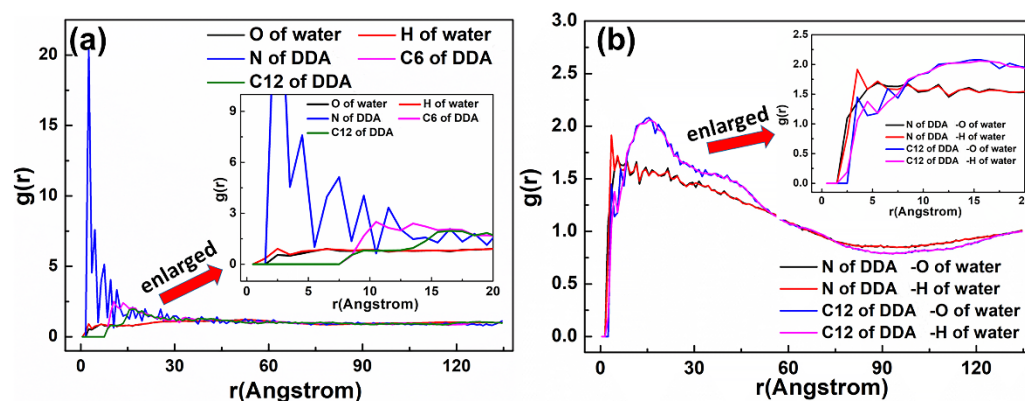 (a)
O of water
H of water
N of DDA
C6 of DDA
C12 of DDA
g(r)
20
15
10
5
0
0
30
60
90
120
r(Angstrom)
enlarged
g(r)
9
6
3
0
0
5
10
15
20
r(Angstrom)
O of water
H of water
N of DDA
C6 of DDA
C12 of DDA
(b)
g(r)
3.0
2.5
2.0
1.5
1.0
0.5
0.0
0
30
60
90
120
r(Angstrom)
enlarged
N of DDA -O of water
N of DDA -H of water
C12 of DDA -O of water
C12 of DDA -H of water
g(r)
2.5
2.0
1.5
1.0
0.5
0.0
0
5
10
15
r(Angstrom)
N of DDA -O of water
N of DDA -H of water
C12 of DDA -O of water
C12 of DDA -H of water